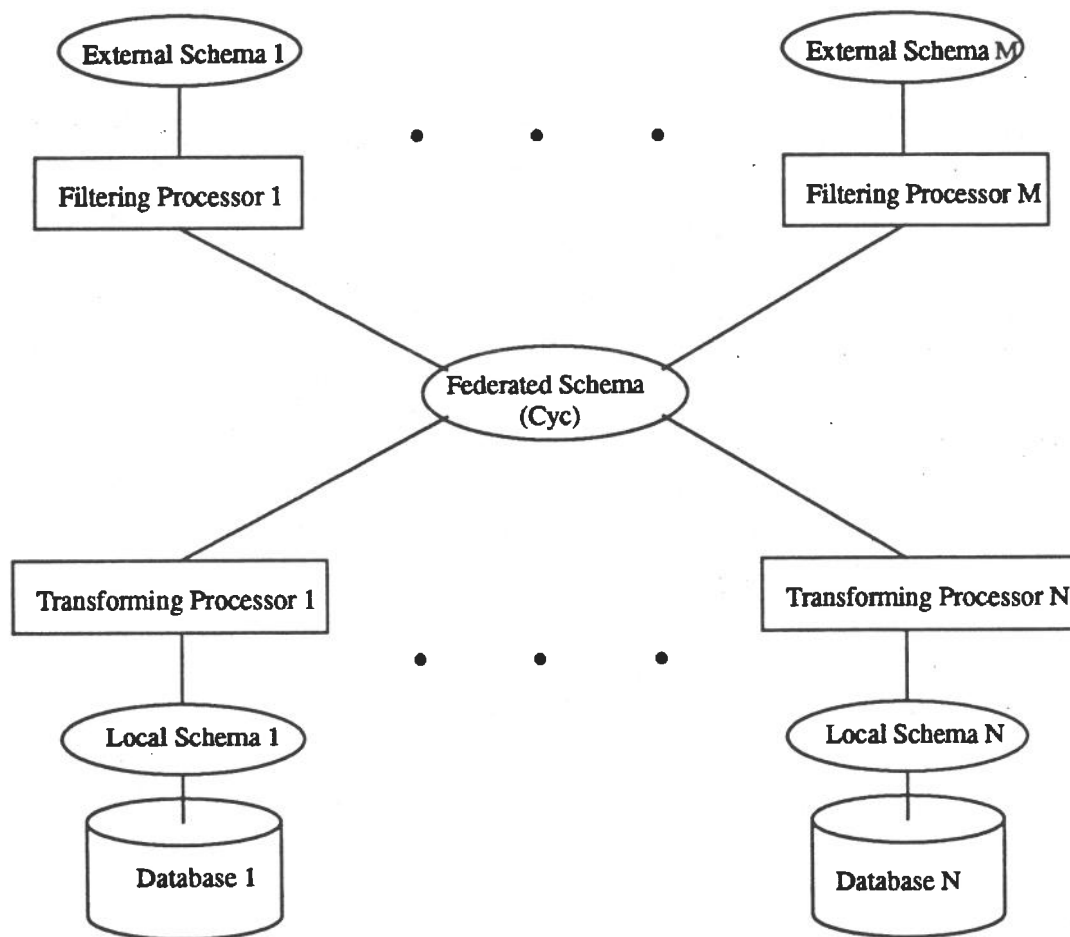 External Schema 1
External Schema M
Filtering Processor 1
Filtering Processor M
Federated Schema
(Cyc)
Transforming Processor 1
Transforming Processor N
Local Schema 1
Local Schema N
Database 1
Database N